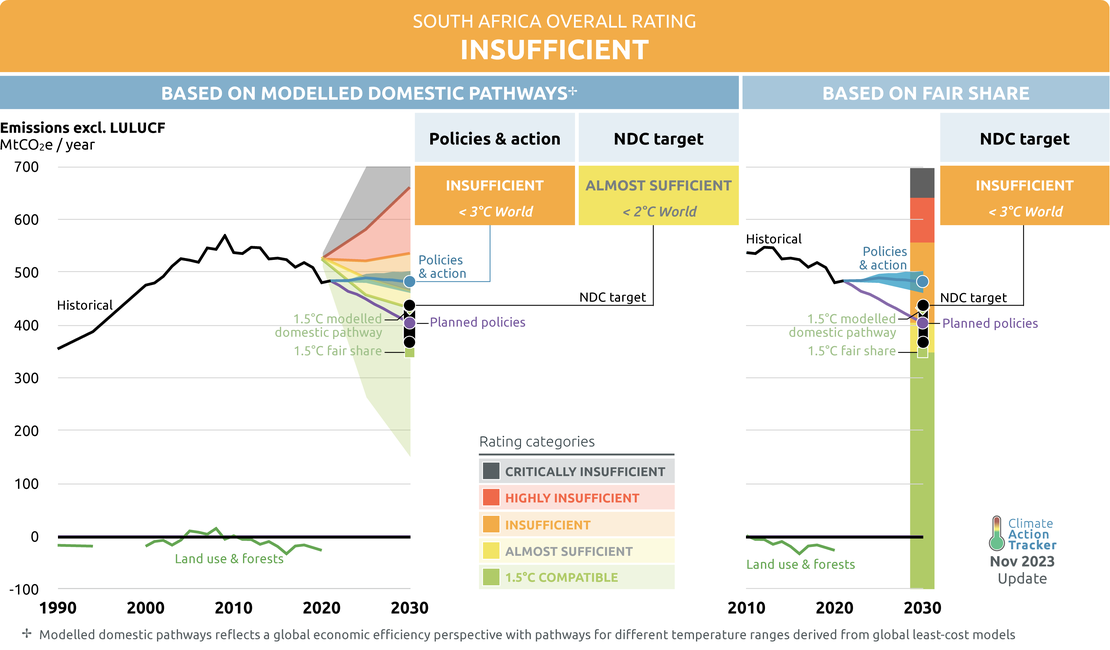 SOUTH AFRICA OVERALL RATING
INSUFFICIENT
BASED ON MODELLED DOMESTIC PATHWAYS✢
BASED ON FAIR SHARE
Emissions excl. LULUCF
MtCO₂e / year
Policies & action
NDC target
NDC target
INSUFFICIENT
< 3°C World
ALMOST SUFFICIENT
< 2°C World
INSUFFICIENT
< 3°C World
700
600
500
400
300
200
100
0
-100
Historical
Policies
& action
NDC target
1.5°C modelled
domestic pathway
Planned policies
1.5°C fair share
Land use & forests
1990
2000
2010
2020
2030
Rating categories
CRITICALLY INSUFFICIENT
HIGHLY INSUFFICIENT
INSUFFICIENT
ALMOST SUFFICIENT
1.5°C COMPATIBLE
Historical
Policies
& action
NDC target
1.5°C modelled
domestic pathway
Planned policies
1.5°C fair share
Land use & forests
2010
2020
2030
Climate
Action
Tracker
Nov 2023
Update
✢ Modelled domestic pathways reflects a global economic efficiency perspective with pathways for different temperature ranges derived from global least-cost models